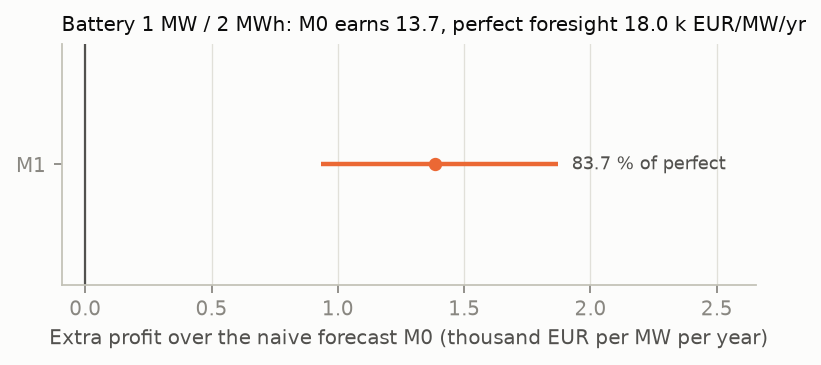 Battery 1 MW / 2 MWh: M0 earns 13.7, perfect foresight 18.0 k EUR/MW/yr
M1
83.7 % of perfect
0.0 0.5 1.0 1.5 2.0 2.5
Extra profit over the naive forecast M0 (thousand EUR per MW per year)